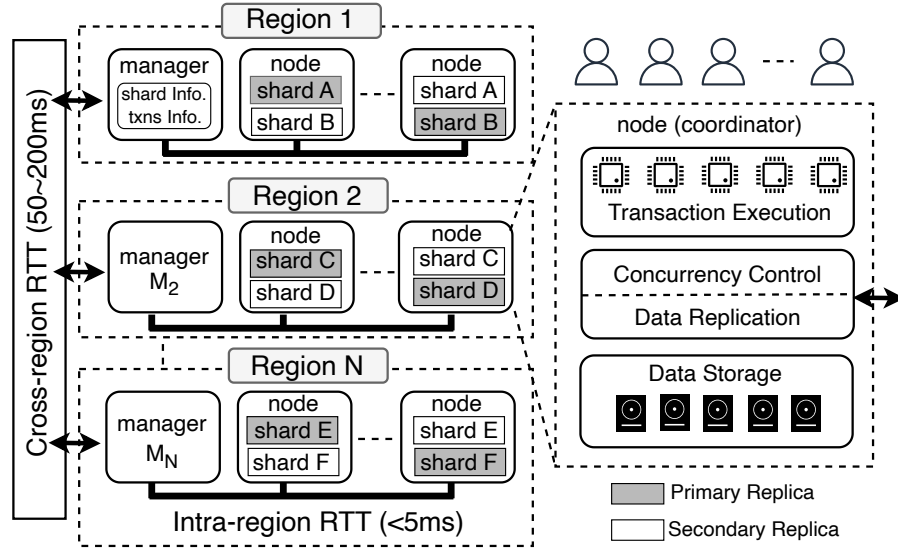 Cross-region RTT (50~200ms)
Region 1
manager
shard Info.
txns Info.
node
shard A
shard B
node
shard A
shard B
Region 2
manager
M2
node
shard C
shard D
node
shard C
shard D
Region N
manager
MN
node
shard E
shard F
node
shard E
shard F
Intra-region RTT (<5ms)
node (coordinator)
Transaction Execution
Concurrency Control
Data Replication
Data Storage
Primary Replica
Secondary Replica